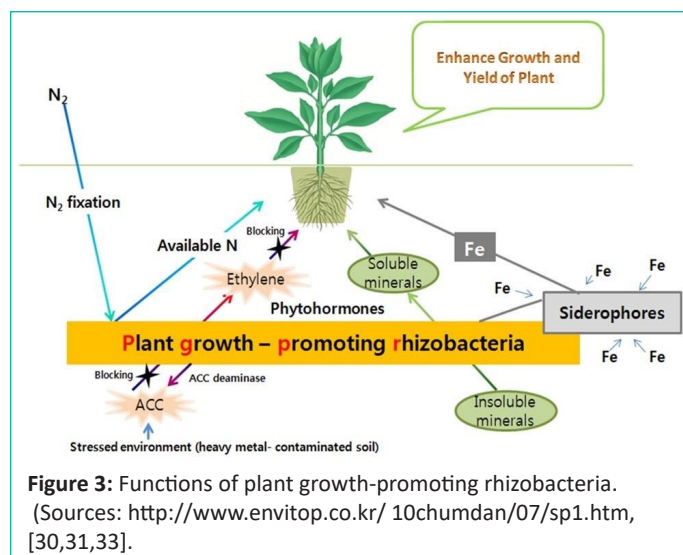 Enhance Growth and
Yield of Plant
N₂
N₂ fixation
Available N
Blocking
Ethylene
Phytohormones
Soluble
minerals
Fe
Fe
Fe
Fe
Siderophores
Fe
Fe
Plant growth – promoting rhizobacteria
Blocking
ACC deaminase
ACC
Insoluble
minerals
Stressed environment (heavy metal- contaminated soil)
Figure 3: Functions of plant growth-promoting rhizobacteria.
(Sources: http://www.envitop.co.kr/ 10chumdan/07/sp1.htm,
[30,31,33].